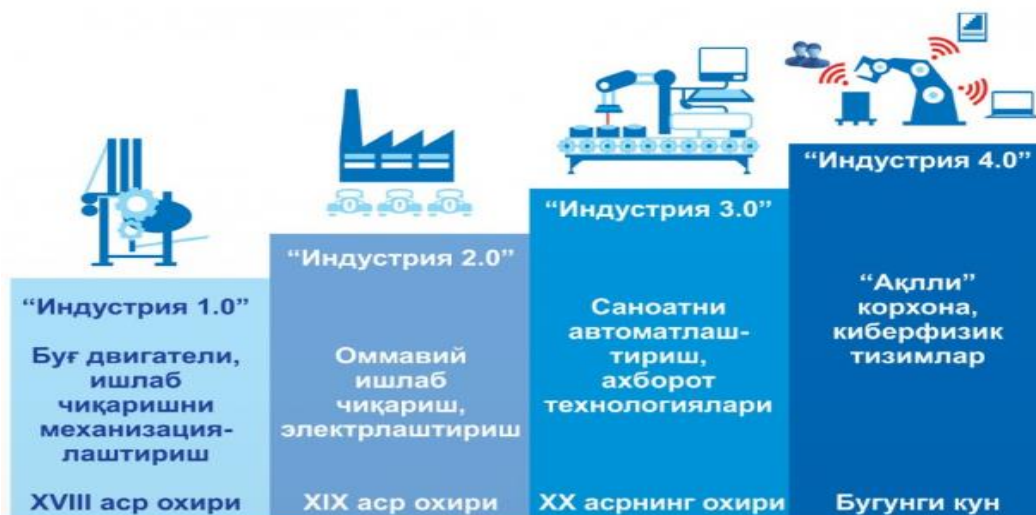 “Индустрия 1.0”
Буғ двигатели,
ишлаб
чиқаришни
механизация-
лаштириш
XVIII аср охири
“Индустрия 2.0”
Оммавий
ишлаб
чиқариш,
электрлаштириш
XIX аср охири
“Индустрия 3.0”
Саноатни
автоматлаш-
тириш,
ахборот
технологиялари
XX асрнинг охири
“Индустрия 4.0”
“Ақлли”
корхона,
киберфизик
тизимлар
Бугунги кун